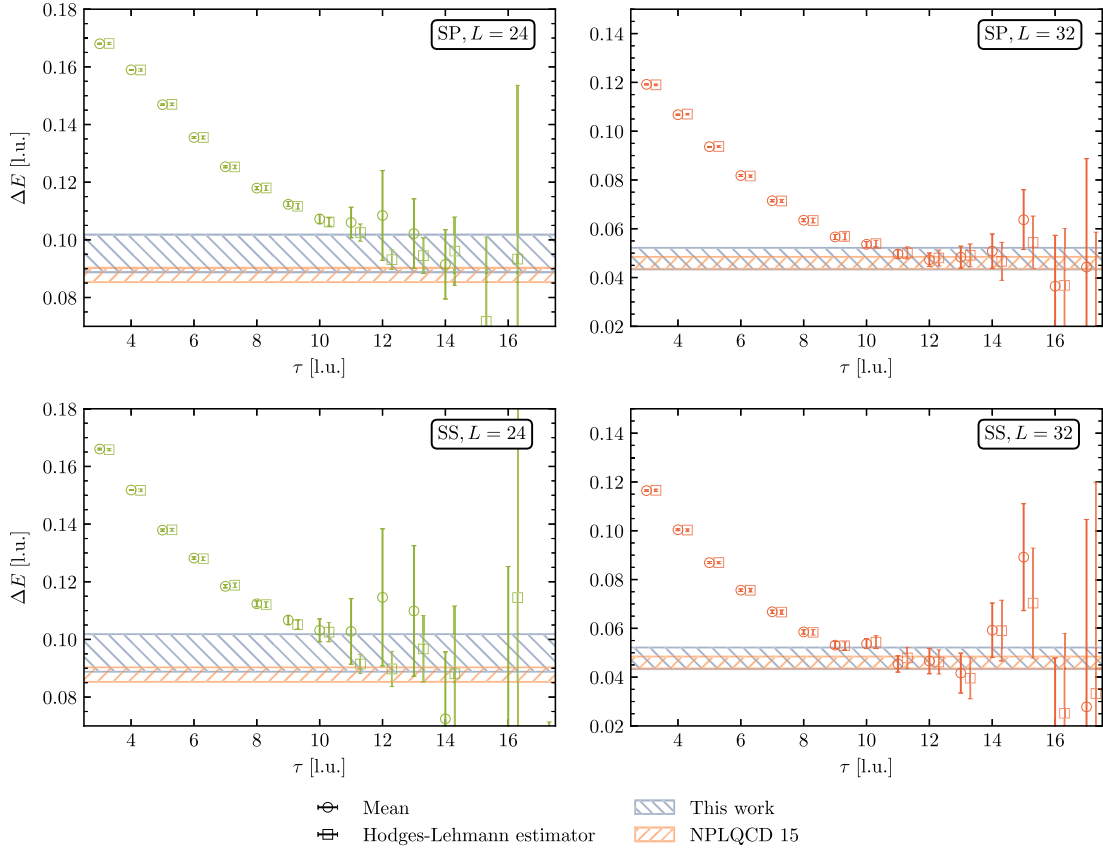 SP, L = 24
ΔE [l.u.]
0.18
0.16
0.14
0.12
0.10
0.08
4 6 8 10 12 14 16
τ [l.u.]
SP, L = 32
0.14
0.12
0.10
0.08
0.06
0.04
0.02
4 6 8 10 12 14 16
τ [l.u.]
SS, L = 24
ΔE [l.u.]
0.18
0.16
0.14
0.12
0.10
0.08
4 6 8 10 12 14 16
τ [l.u.]
SS, L = 32
0.14
0.12
0.10
0.08
0.06
0.04
0.02
4 6 8 10 12 14 16
τ [l.u.]
Mean
Hodges-Lehmann estimator
This work
NPLQCD 15